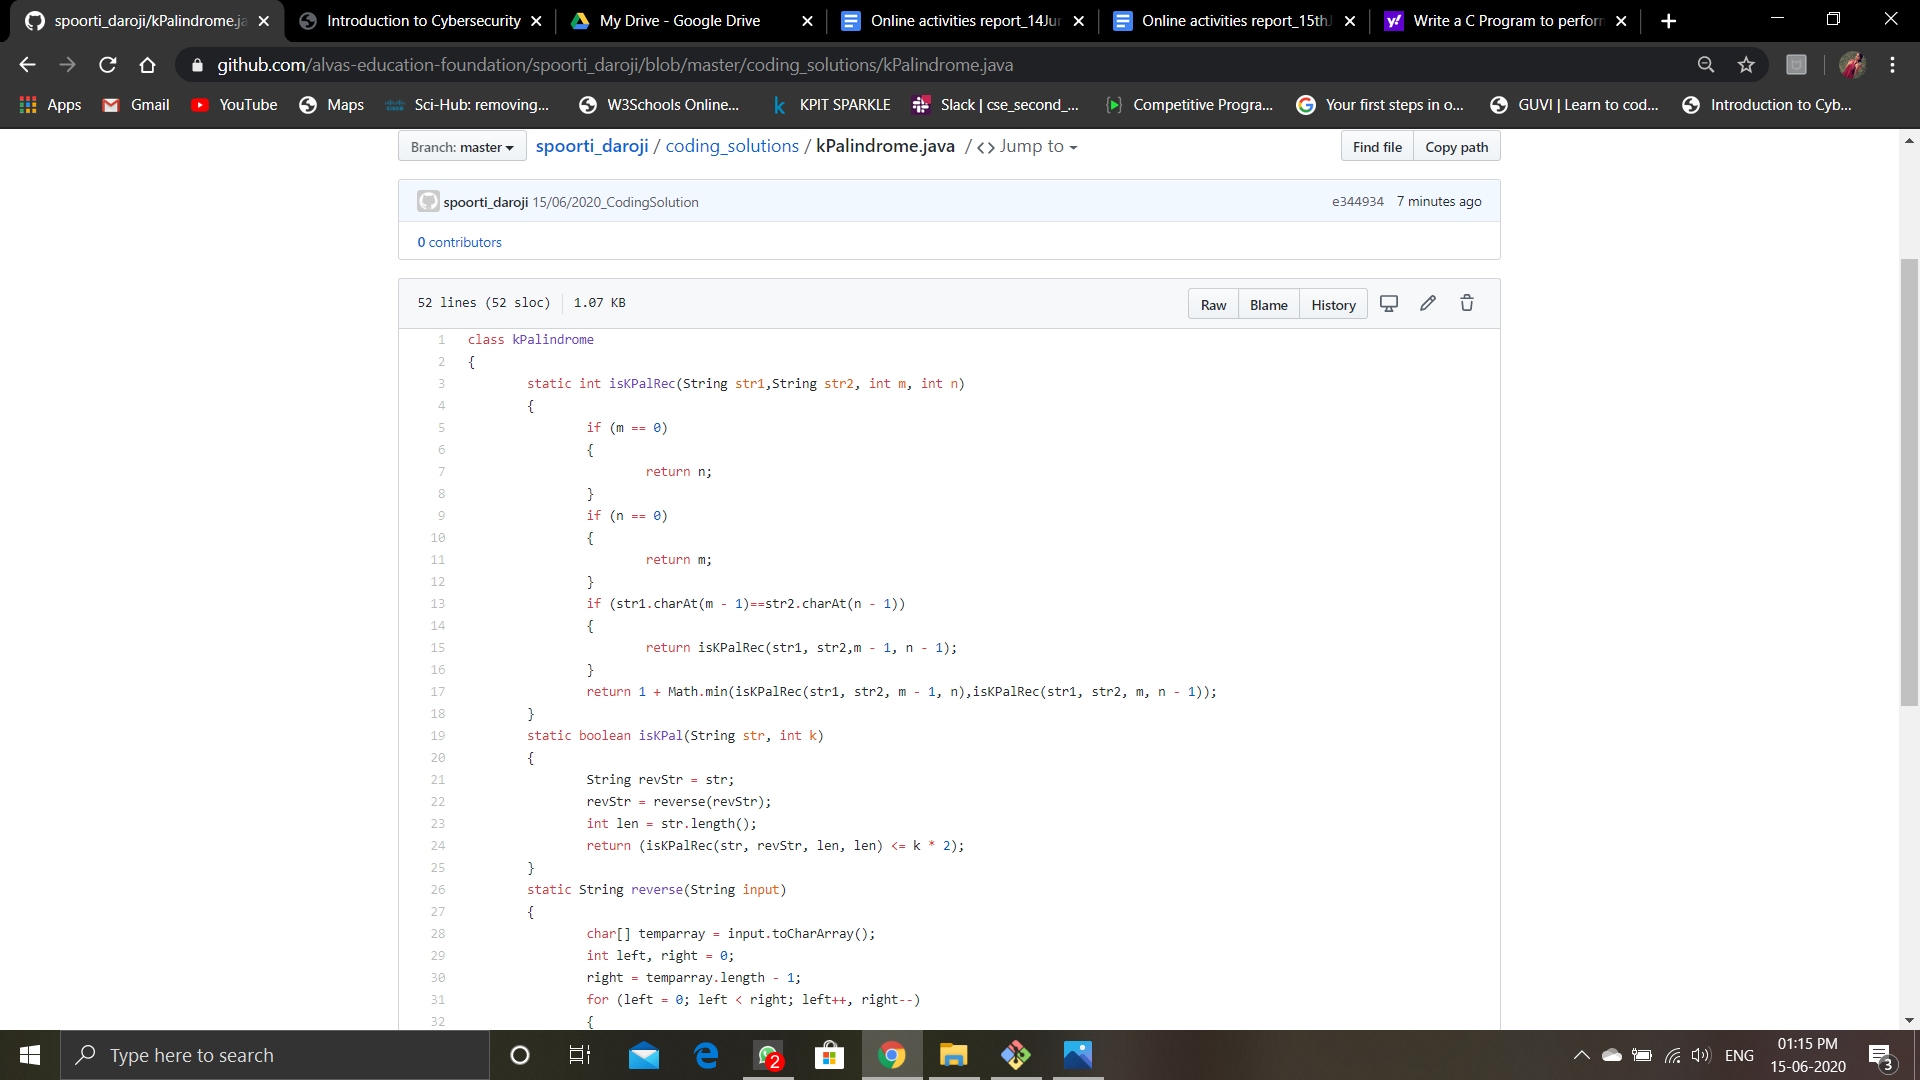 spoorti_daroji/kPalindrome.ja
Introduction to Cybersecurity
My Drive - Google Drive
Online activities report_14Jun
Online activities report_15thJ
Write a C Program to perform
github.com/alvas-education-foundation/spoorti_daroji/blob/master/coding_solutions/kPalindrome.java
Apps
Gmail
YouTube
Maps
Sci-Hub: removing...
W3Schools Online...
KPIT SPARKLE
Slack | cse_second_...
Competitive Progra...
Your first steps in o...
GUVI | Learn to cod...
Introduction to Cyb...
Branch: master
spoorti_daroji / coding_solutions / kPalindrome.java / <> Jump to
Find file
Copy path
spoorti_daroji 15/06/2020_CodingSolution
e344934 7 minutes ago
0 contributors
52 lines (52 sloc) 1.07 KB
Raw
Blame
History
1 class kPalindrome
2 {
3 static int isKPalRec(String str1,String str2, int m, int n)
4 {
5 if (m == 0)
6 {
7 return n;
8 }
9 if (n == 0)
10 {
11 return m;
12 }
13 if (str1.charAt(m - 1)==str2.charAt(n - 1))
14 {
15 return isKPalRec(str1, str2,m - 1, n - 1);
16 }
17 return 1 + Math.min(isKPalRec(str1, str2, m - 1, n),isKPalRec(str1, str2, m, n - 1));
18 }
19 static boolean isKPal(String str, int k)
20 {
21 String revStr = str;
22 revStr = reverse(revStr);
23 int len = str.length();
24 return (isKPalRec(str, revStr, len, len) <= k * 2);
25 }
26 static String reverse(String input)
27 {
28 char[] temparray = input.toCharArray();
29 int left, right = 0;
30 right = temparray.length - 1;
31 for (left = 0; left < right; left++, right--)
32 {
Type here to search
2
ENG
01:15 PM
15-06-2020
3